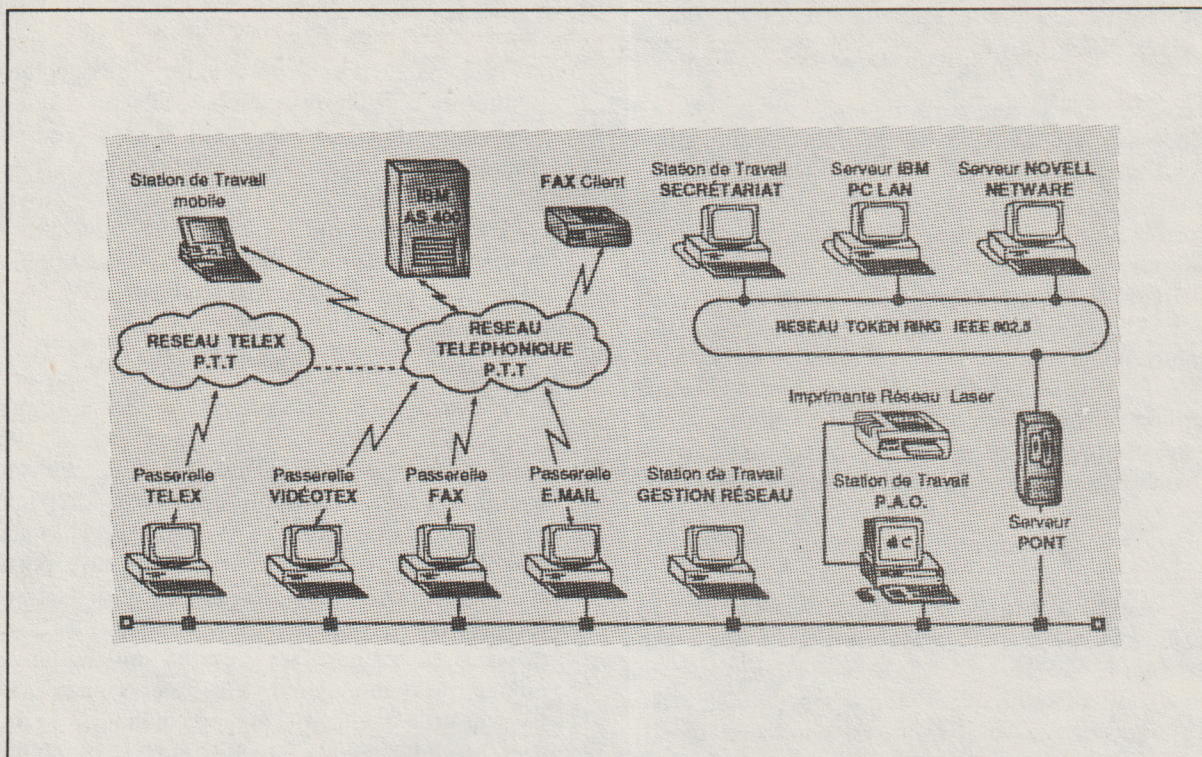 Station de Travail
mobile
IBM
AS 400
FAX Client
Station de Travail
SECRÉTARIAT
Serveur IBM
PC LAN
Serveur NOVELL
NETWARE
RESEAU TELEX
P.T.T
RESEAU
TELEPHONIQUE
P.T.T
RESEAU TOKEN RING IEEE 802.5
Imprimante Réseau Laser
Passerelle
TELEX
Passerelle
VIDÉOTEX
Passerelle
FAX
Passerelle
E.MAIL
Station de Travail
GESTION RÉSEAU
Station de Travail
P.A.O.
Serveur
PONT